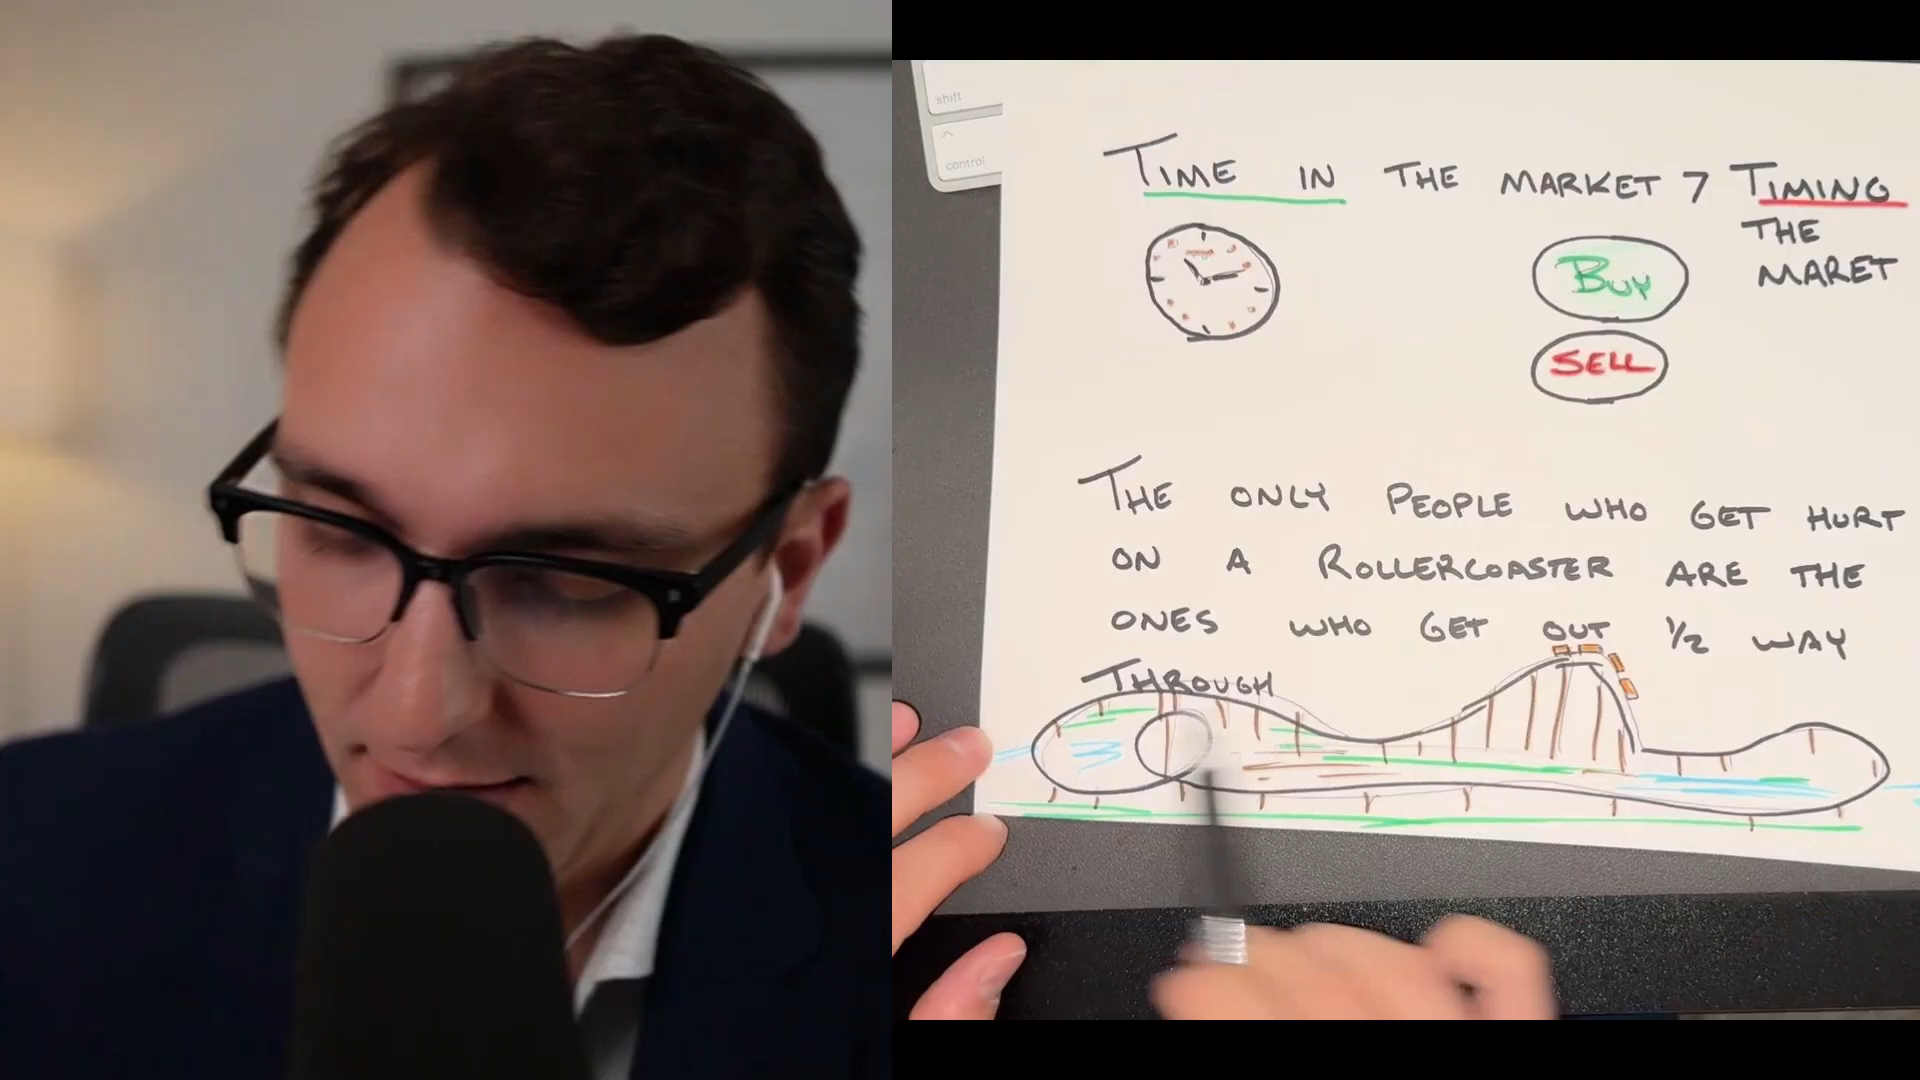 shift
^
control
TIME IN THE MARKET > TIMING
THE
MARET
BUY
SELL
THE ONLY PEOPLE WHO GET HURT
ON A ROLLERCOASTER ARE THE
ONES WHO GET OUT 1/2 WAY
THROUGH